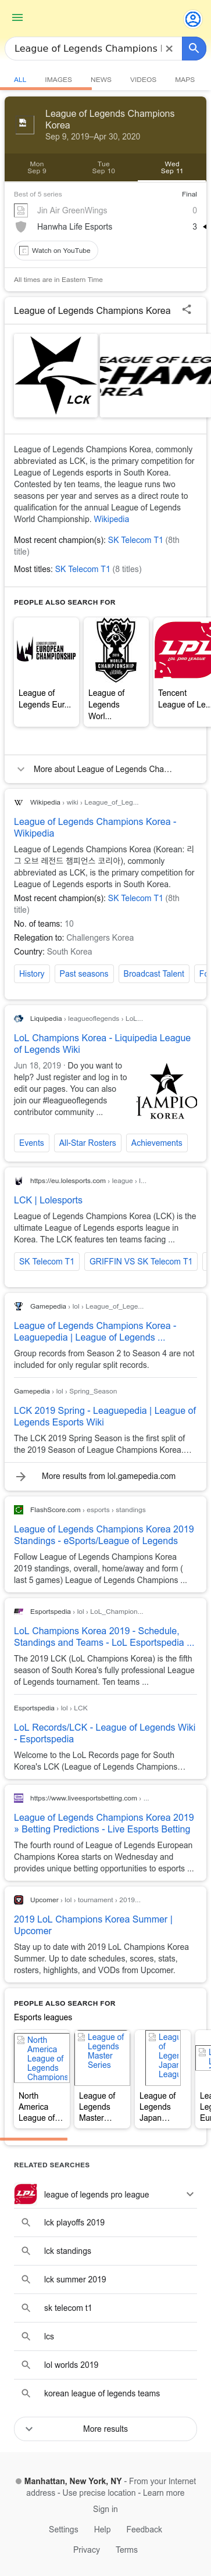 League of Legends Champions
ALL IMAGES NEWS VIDEOS MAPS
League of Legends Champions
Korea
Sep 9, 2019–Apr 30, 2020
Mon
Sep 9
Tue
Sep 10
Wed
Sep 11
Best of 5 series
Final
Jin Air GreenWings 0
Hanwha Life Esports 3
Watch on YouTube
All times are in Eastern Time
League of Legends Champions Korea
LCK
League of Legends Champions Korea, commonly
abbreviated as LCK, is the primary competition for
League of Legends esports in South Korea.
Contested by ten teams, the league runs two
seasons per year and serves as a direct route to
qualification for the annual League of Legends
World Championship. Wikipedia
Most recent champion(s): SK Telecom T1 (8th
title)
Most titles: SK Telecom T1 (8 titles)
PEOPLE ALSO SEARCH FOR
League of
Legends Eur...
League of
Legends
Worl...
Tencent
League of Le...
More about League of Legends Cha...
Wikipedia › wiki › League_of_Leg...
League of Legends Champions Korea -
Wikipedia
League of Legends Champions Korea (Korean: 리
그 오브 레전드 챔피언스 코리아), commonly
abbreviated as LCK, is the primary competition for
League of Legends esports in South Korea.
Most recent champion(s): SK Telecom T1 (8th
title)
No. of teams: 10
Relegation to: Challengers Korea
Country: South Korea
History Past seasons Broadcast Talent
Liquipedia › leagueoflegends › LoL...
LoL Champions Korea - Liquipedia League
of Legends Wiki
Jun 18, 2019 · Do you want to
help? Just register and log in to
edit our pages. You can also
join our #leagueoflegends
contributor community ...
Events All-Star Rosters Achievements
https://eu.lolesports.com › league › l...
LCK | Lolesports
League of Legends Champions Korea (LCK) is the
ultimate League of Legends esports league in
Korea. The LCK features ten teams facing ...
SK Telecom T1 GRIFFIN VS SK Telecom T1
Gamepedia › lol › League_of_Lege...
League of Legends Champions Korea -
Leaguepedia | League of Legends ...
Group records from Season 2 to Season 4 are not
included for only regular split records.
Gamepedia › lol › Spring_Season
LCK 2019 Spring - Leaguepedia | League of
Legends Esports Wiki
The LCK 2019 Spring Season is the first split of
the 2019 Season of League Champions Korea....
More results from lol.gamepedia.com
FlashScore.com › esports › standings
League of Legends Champions Korea 2019
Standings - eSports/League of Legends
Follow League of Legends Champions Korea
2019 standings, overall, home/away and form (
last 5 games) League of Legends Champions ...
Esportspedia › lol › LoL_Champion...
LoL Champions Korea 2019 - Schedule,
Standings and Teams - LoL Esportspedia ...
The 2019 LCK (LoL Champions Korea) is the fifth
season of South Korea's fully professional League
of Legends tournament. Ten teams ...
Esportspedia › lol › LCK
LoL Records/LCK - League of Legends Wiki
- Esportspedia
Welcome to the LoL Records page for South
Korea's LCK (League of Legends Champions...
https://www.liveesportsbetting.com › ...
League of Legends Champions Korea 2019
» Betting Predictions - Live Esports Betting
The fourth round of League of Legends European
Champions Korea starts on Wednesday and
provides unique betting opportunities to esports ...
Upcomer › lol › tournament › 2019...
2019 LoL Champions Korea Summer |
Upcomer
Stay up to date with 2019 LoL Champions Korea
Summer. Up to date schedules, scores, stats,
rosters, highlights, and VODs from Upcomer.
PEOPLE ALSO SEARCH FOR
Esports leagues
North
America
League of
Legends
Champions
League of
Legends
Master
Series
North
America
League of...
League of
Legends
Master...
League of
Legends
Japan...
RELATED SEARCHES
league of legends pro league
lck playoffs 2019
lck standings
lck summer 2019
sk telecom t1
lcs
lol worlds 2019
korean league of legends teams
More results
Manhattan, New York, NY - From your Internet
address - Use precise location - Learn more
Sign in
Settings Help Feedback
Privacy Terms